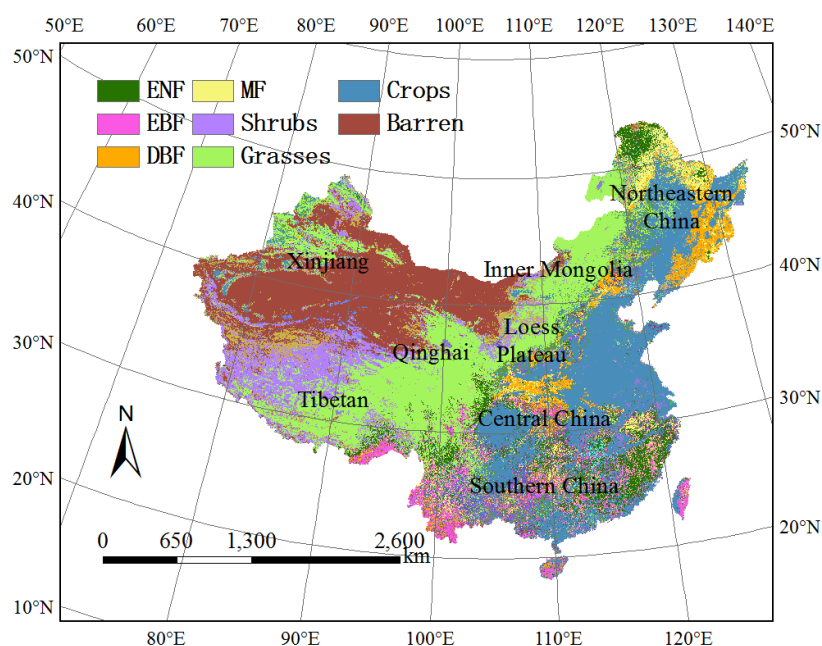 50°E 60°E 70°E 80°E 90°E 100°E 110°E 120°E 130°E 140°E
50°N
ENF MF Crops
EBF Shrubs Barren
DBF Grasses
50°N
40°N
Northeastern
China
Xinjiang
Inner Mongolia
40°N
30°N
Loess
Qinghai
Plateau
Tibetan
30°N
N
Central China
20°N
Southern China
20°N
0 650 1,300 2,600
km
10°N
80°E 90°E 100°E 110°E 120°E